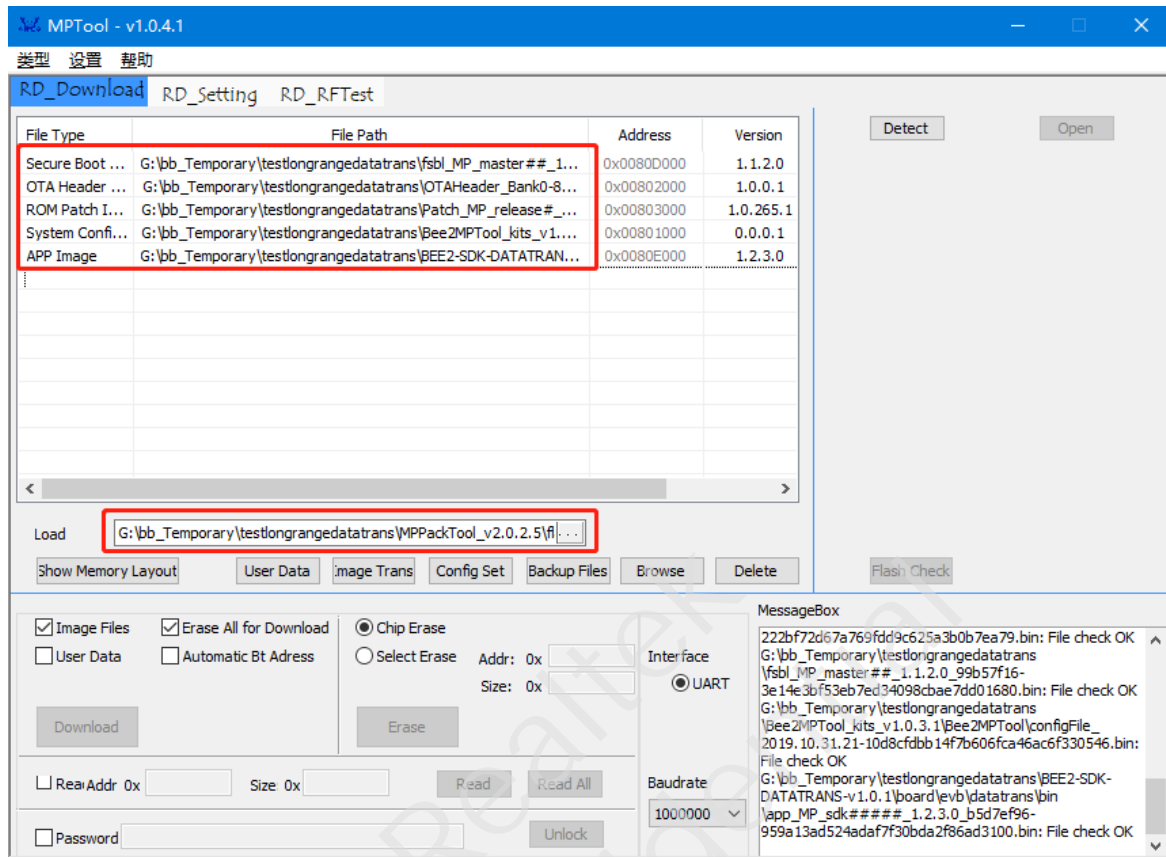 MPTool - v1.0.4.1
类型 设置 帮助
RD_Download RD_Setting RD_RFTest
File Type File Path Address Version
Secure Boot ... G:\bb_Temporary\testlongrangedatatrans\fsbl_MP_master##_1... 0x0080D000 1.1.2.0
OTA Header ... G:\bb_Temporary\testlongrangedatatrans\OTAHeader_Bank0-8... 0x00802000 1.0.0.1
ROM Patch I... G:\bb_Temporary\testlongrangedatatrans\Patch_MP_release#_... 0x00803000 1.0.265.1
System Confi... G:\bb_Temporary\testlongrangedatatrans\Bee2MPTool_kits_v1.... 0x00801000 0.0.0.1
APP Image G:\bb_Temporary\testlongrangedatatrans\BEE2-SDK-DATATRAN... 0x0080E000 1.2.3.0
Detect Open
Load G:\bb_Temporary\testlongrangedatatrans\MPPackTool_v2.0.2.5\fl ...
Show Memory Layout User Data Image Trans Config Set Backup Files Browse Delete Flash Check
Image Files Erase All for Download Chip Erase
User Data Automatic Bt Adress Select Erase Addr: 0x
Size: 0x
Interface
UART
Download Erase
Rea Addr 0x Size 0x Read Read All
Baudrate
1000000
Password Unlock
MessageBox
222bf72d67a769fdd9c625a3b0b7ea79.bin: File check OK
G:\bb_Temporary\testlongrangedatatrans
\fsbl_MP_master##_1.1.2.0_99b57f16-
3e14e3bf53eb7ed34098cbae7dd01680.bin: File check OK
G:\bb_Temporary\testlongrangedatatrans
\Bee2MPTool_kits_v1.0.3.1\Bee2MPTool\configFile_
2019.10.31.21-10d8cfdbb14f7b606fca46ac6f330546.bin:
File check OK
G:\bb_Temporary\testlongrangedatatrans\BEE2-SDK-
DATATRANS-v1.0.1\board\evb\datatrans\bin
\app_MP_sdk#####_1.2.3.0_b5d7ef96-
959a13ad524adaf7f30bda2f86ad3100.bin: File check OK
Realtek